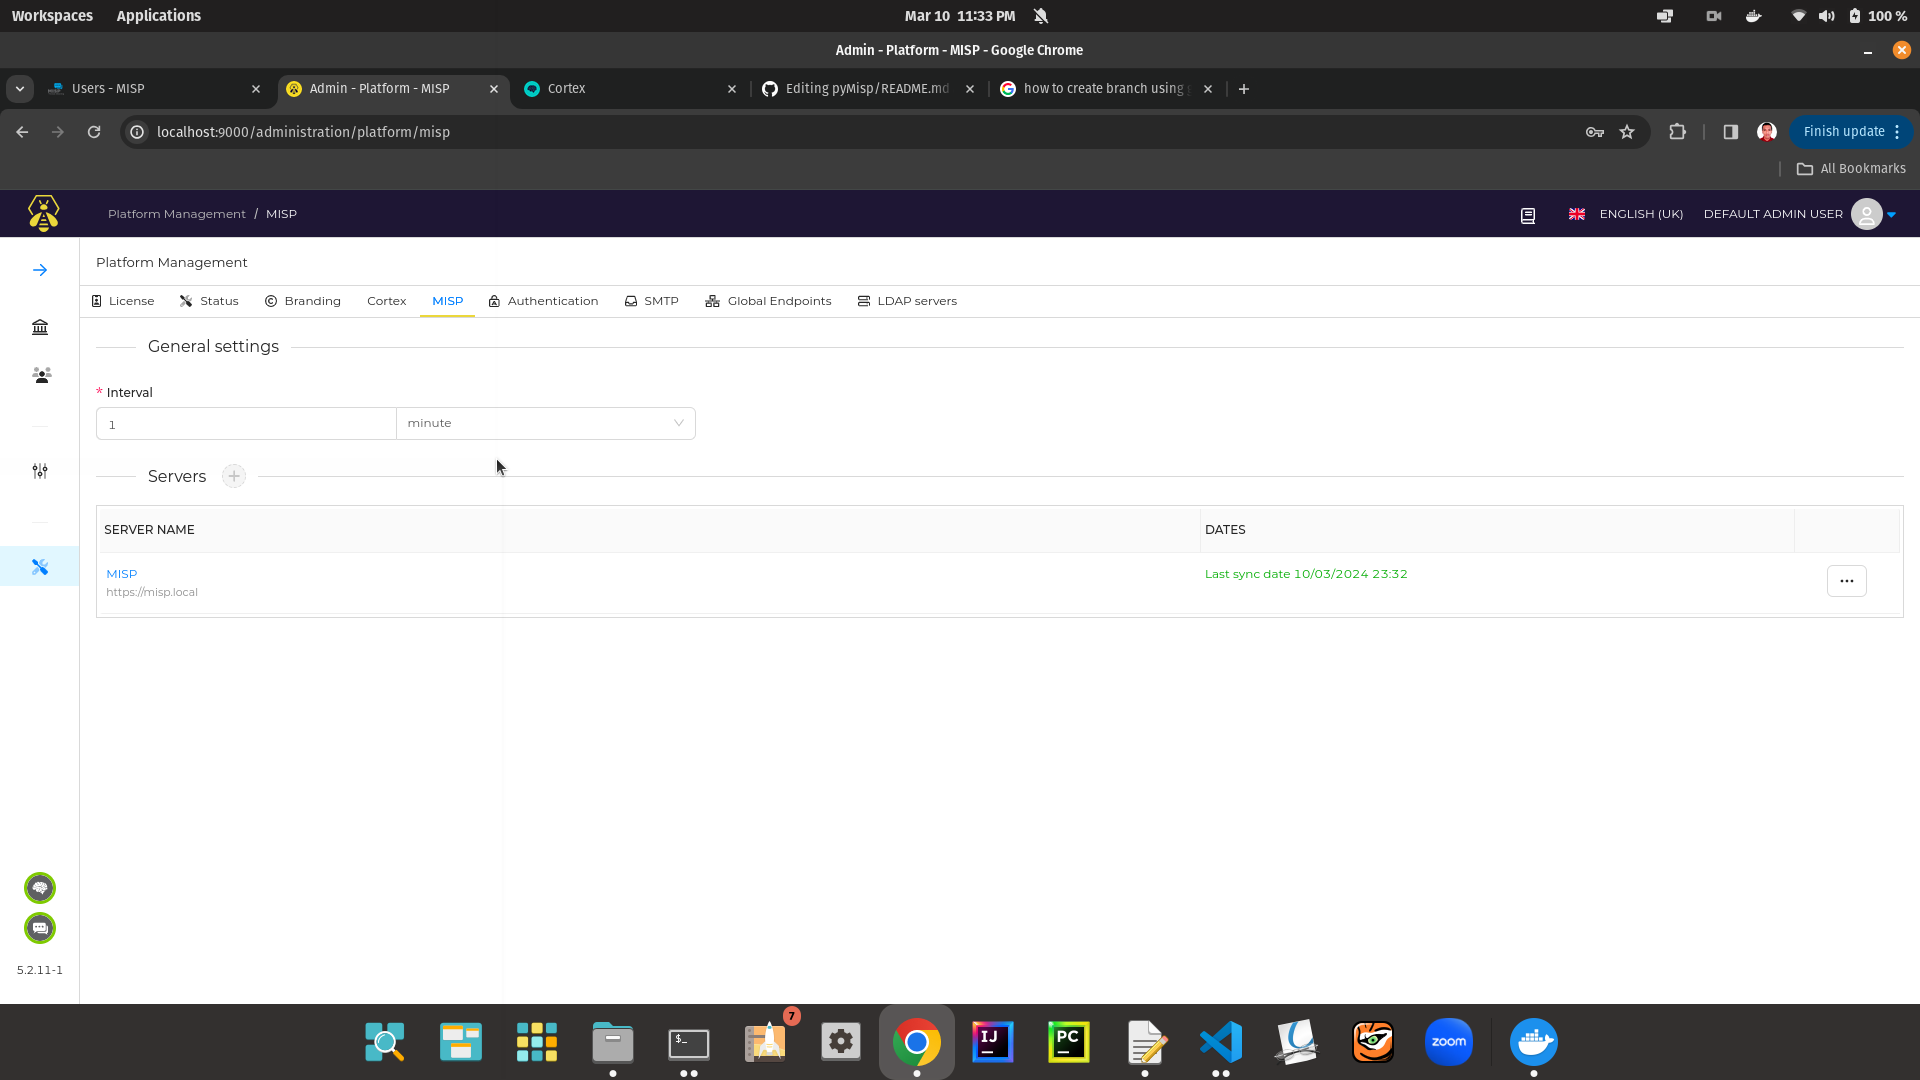 Workspaces Applications Mar 10 11:33 PM 100 %
Admin - Platform - MISP - Google Chrome
Users - MISP Admin - Platform - MISP Cortex Editing pyMisp/README.md how to create branch using
localhost:9000/administration/platform/misp Finish update
All Bookmarks
Platform Management / MISP ENGLISH (UK) DEFAULT ADMIN USER
Platform Management
License Status Branding Cortex MISP Authentication SMTP Global Endpoints LDAP servers
General settings
* Interval
1 minute
Servers +
SERVER NAME DATES
MISP Last sync date 10/03/2024 23:32
https://misp.local
5.2.11-1
7
$_ IJ PC zoom